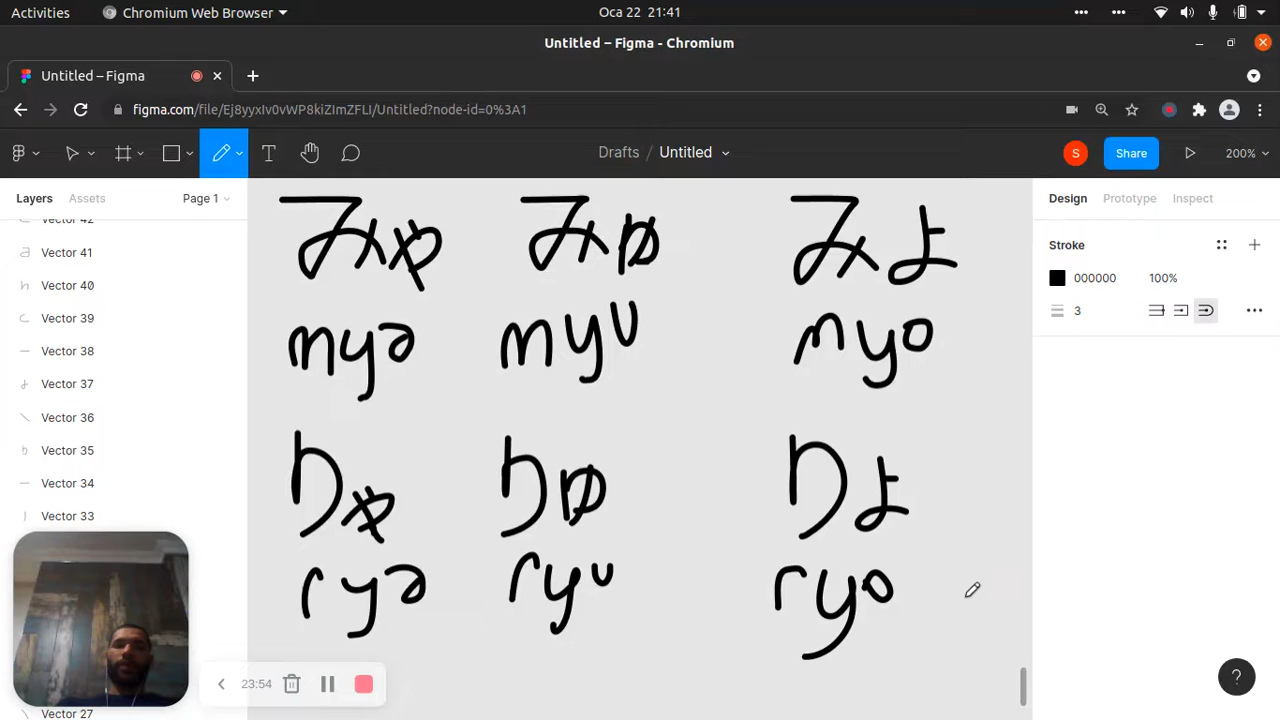 Activities Chromium Web Browser Oca 22 21:41
Untitled – Figma - Chromium
Untitled – Figma
figma.com/file/Ej8yyxIv0vWP8kiZImZFLI/Untitled?node-id=0%3A1
Drafts / Untitled S Share 200%
Layers Assets Page 1 Design Prototype Inspect
Vector 42
Vector 41 Stroke
Vector 40 000000 100%
Vector 39 3
Vector 38
Vector 37
Vector 36
Vector 35
Vector 34
Vector 33
Vector 27
みゃ みゅ みょ
mya myu myo
りゃ りゅ りょ
rya ryu ryo
23:54
?